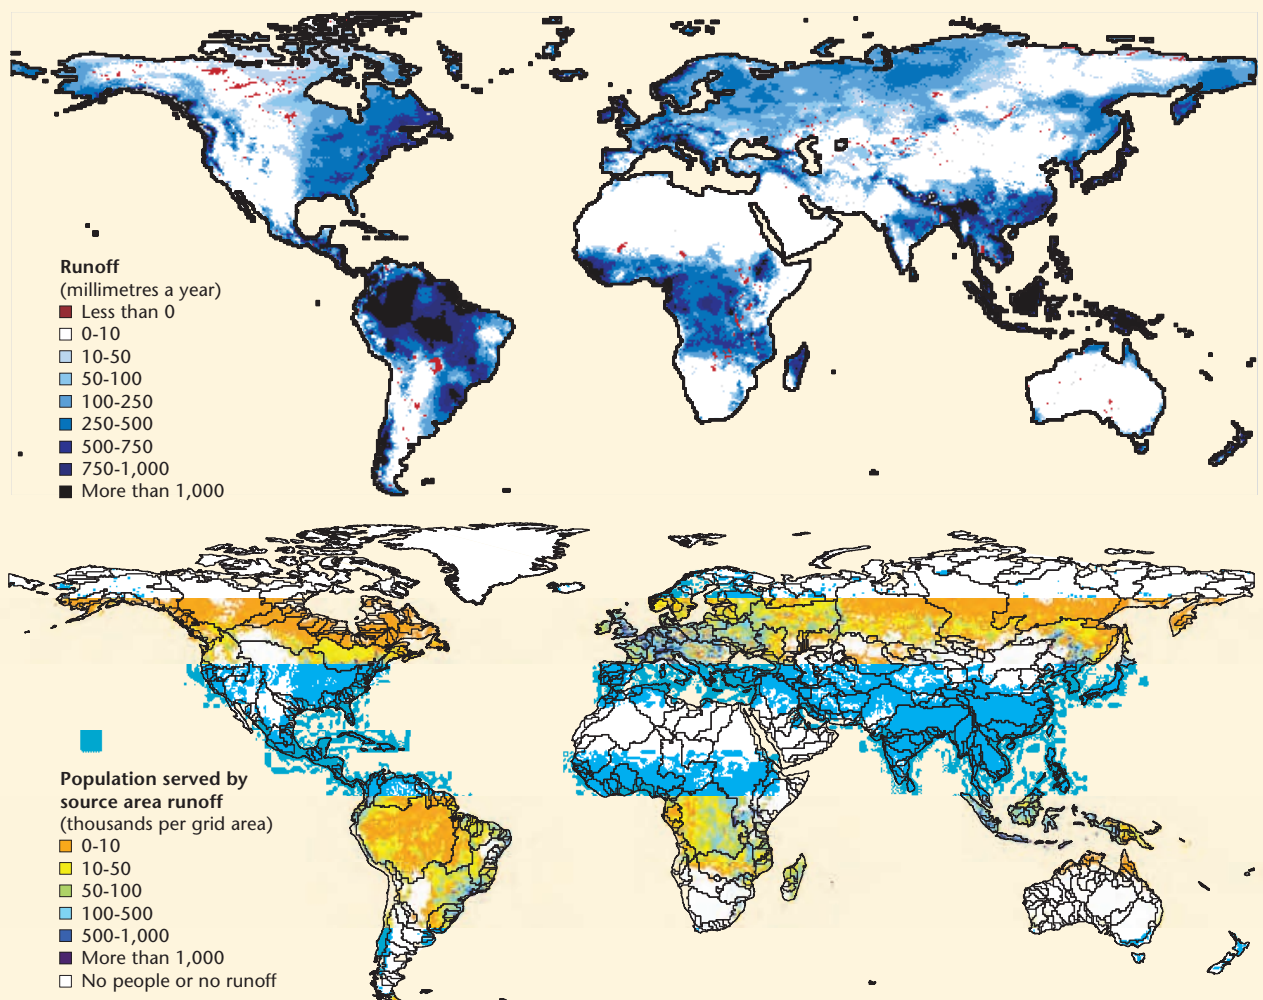 Runoff
(millimetres a year)
Less than 0
0-10
10-50
50-100
100-250
250-500
500-750
750-1,000
More than 1,000
Population served by
source area runoff
(thousands per grid area)
0-10
10-50
50-100
100-500
500-1,000
More than 1,000
No people or no runoff